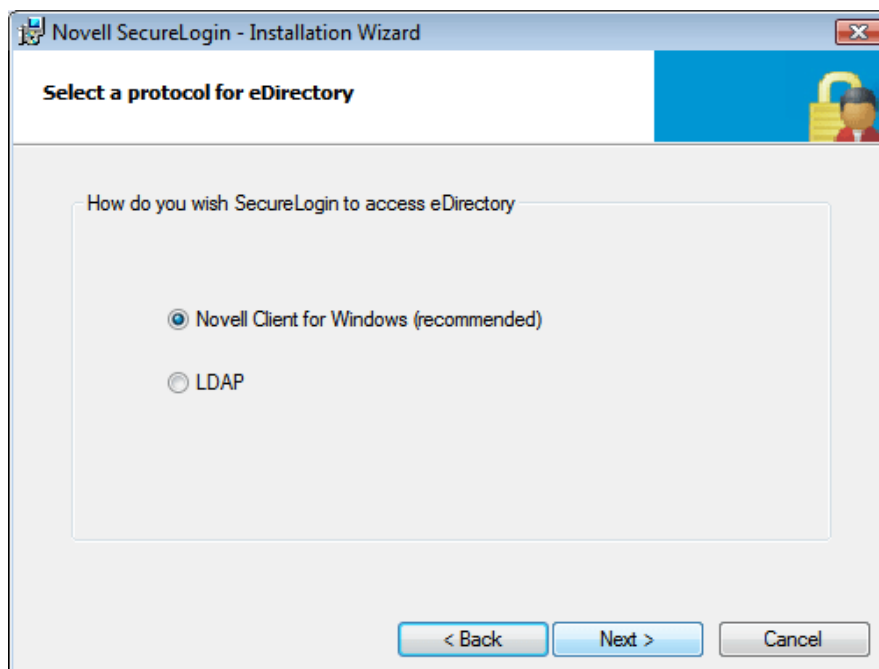 Novell SecureLogin - Installation Wizard
Select a protocol for eDirectory
How do you wish SecureLogin to access eDirectory
Novell Client for Windows (recommended)
LDAP
< Back
Next >
Cancel